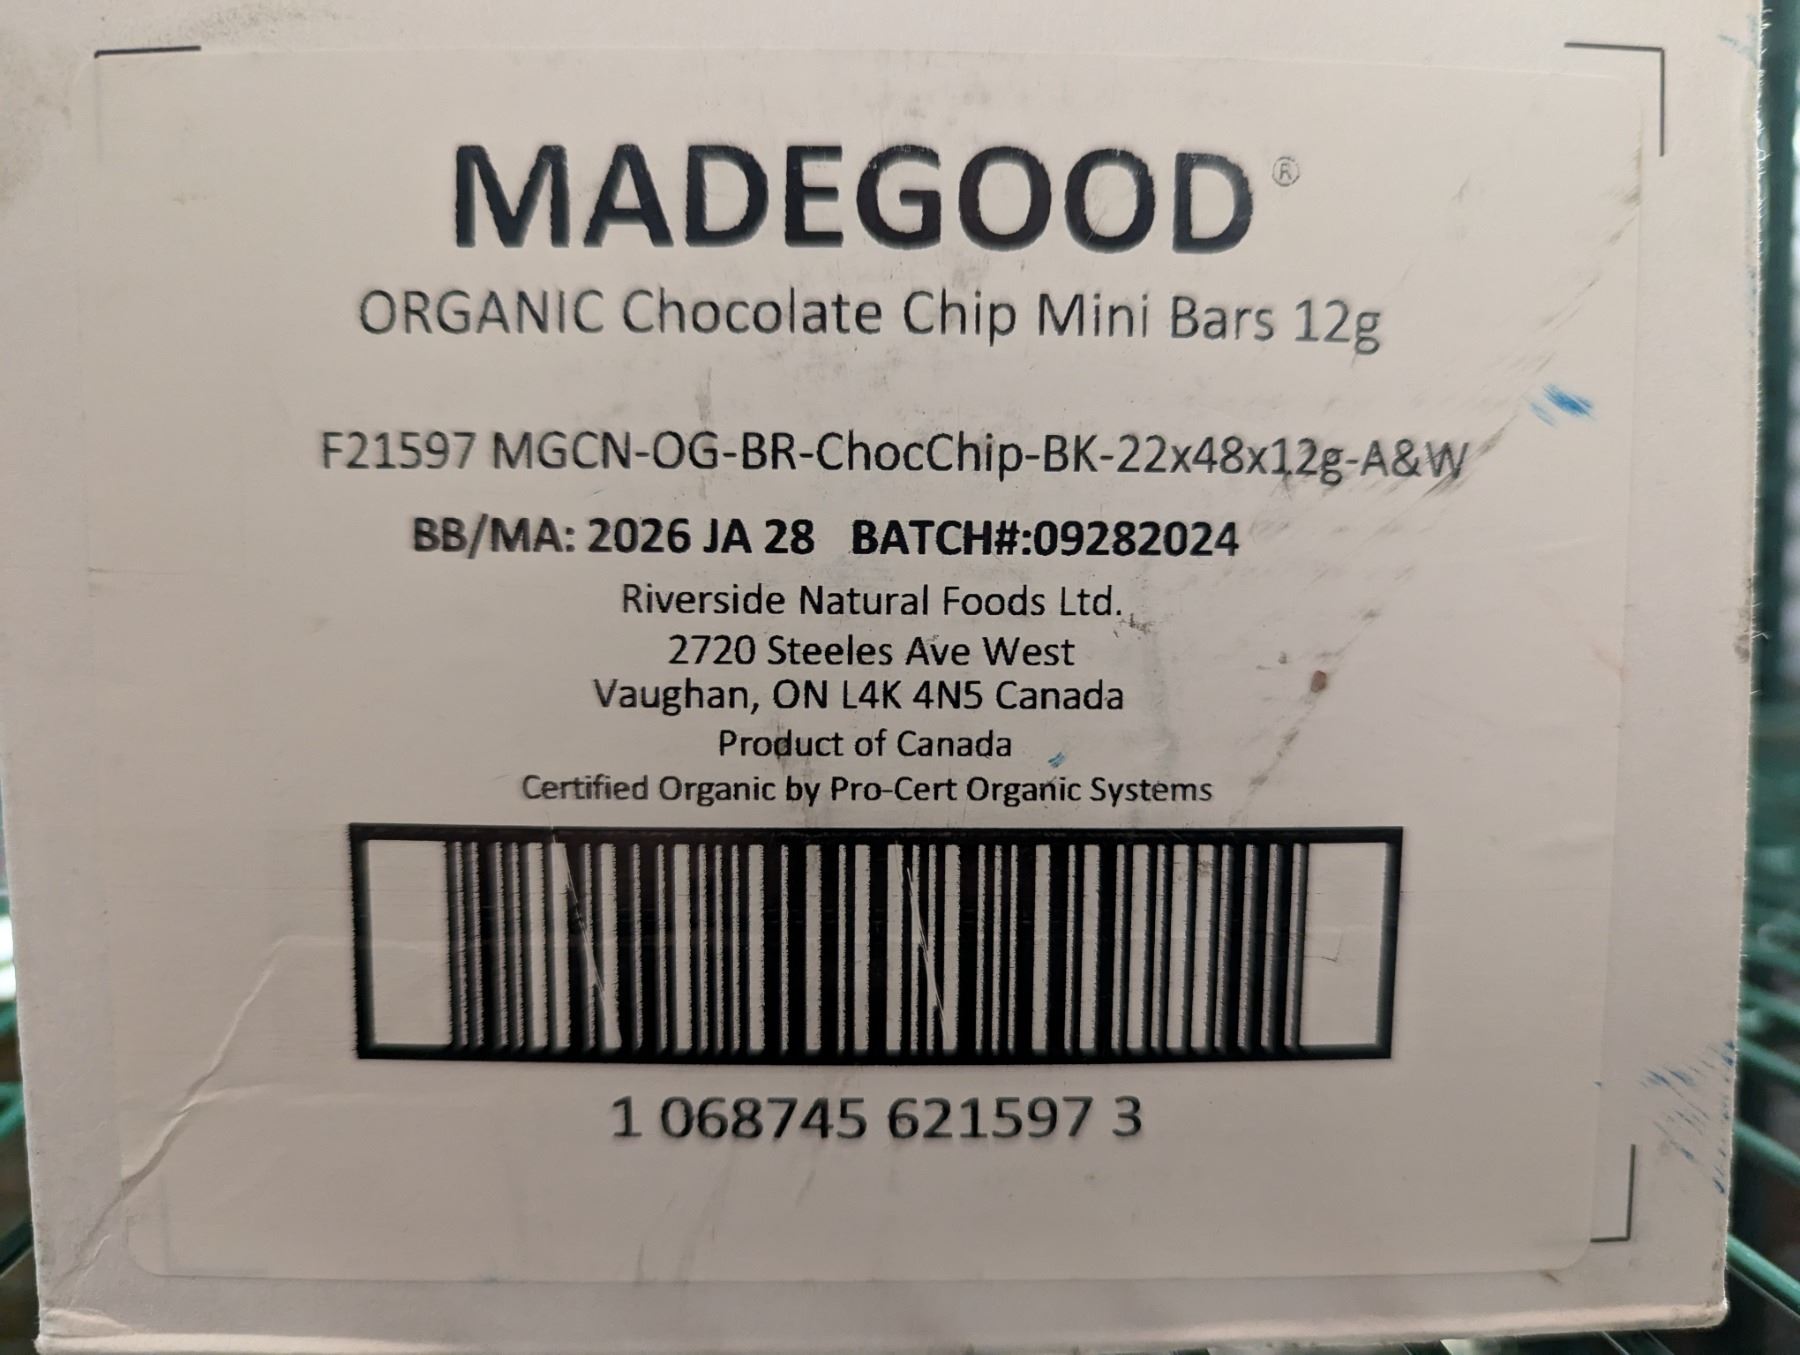 MADEGOOD®
ORGANIC Chocolate Chip Mini Bars 12g
F21597 MGCN-OG-BR-ChocChip-BK-22x48x12g-A&W
BB/MA: 2026 JA 28 BATCH#:09282024
Riverside Natural Foods Ltd.
2720 Steeles Ave West
Vaughan, ON L4K 4N5 Canada
Product of Canada
Certified Organic by Pro-Cert Organic Systems
1 068745 621597 3